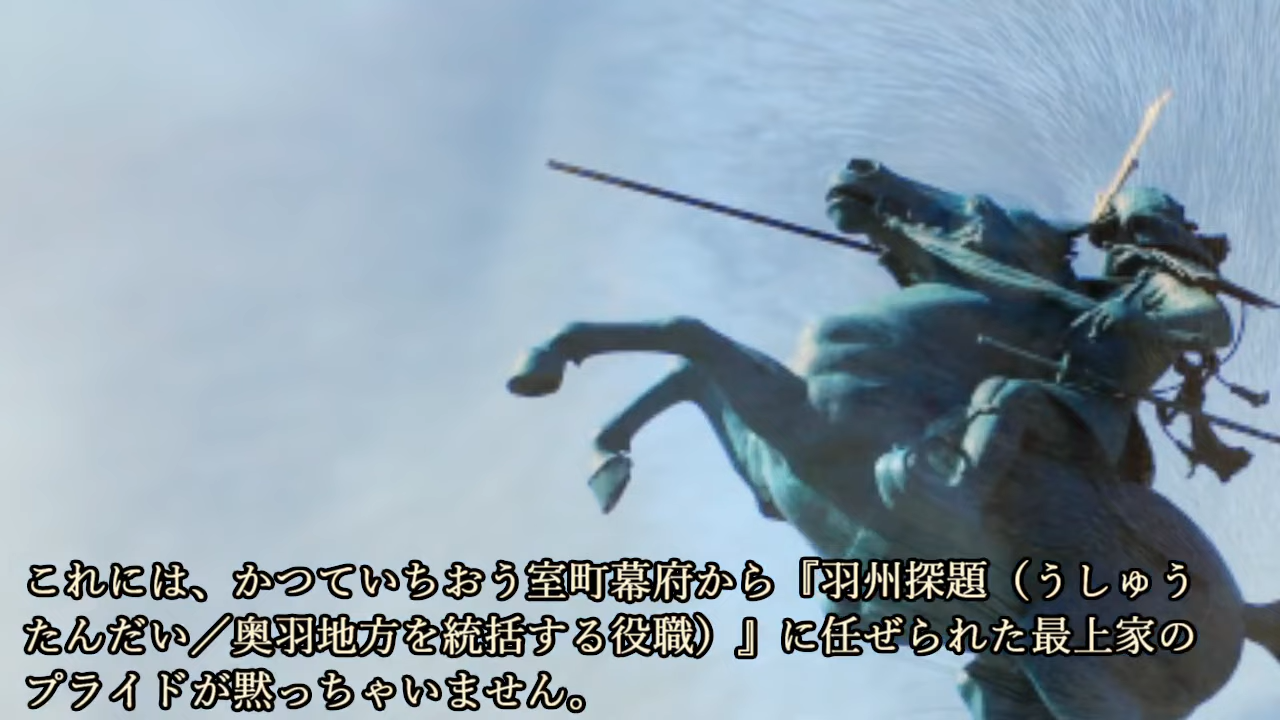 これには、かつていちおう室町幕府から『羽州探題（うしゅう
たんだい／奥羽地方を統括する役職）』に任ぜられた最上家の
プライドが黙っちゃいません。